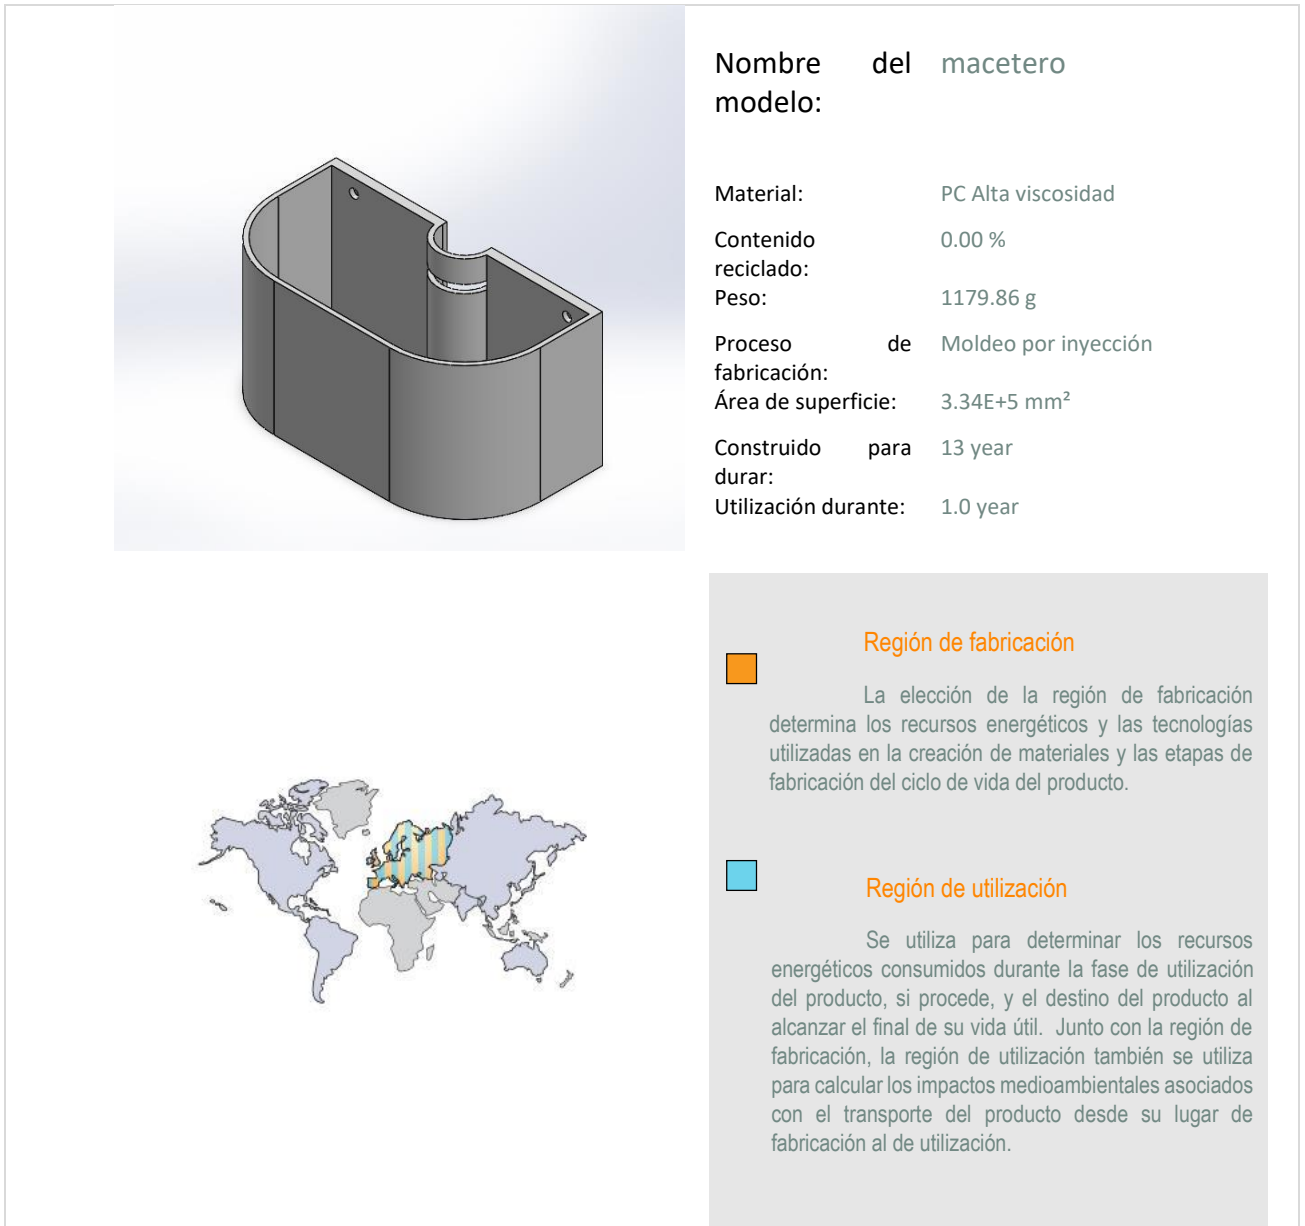 Nombre del macetero
modelo:
Material: PC Alta viscosidad
Contenido 0.00 %
reciclado:
Peso: 1179.86 g
Proceso de Moldeo por inyección
fabricación:
Área de superficie: 3.34E+5 mm²
Construido para 13 year
durar:
Utilización durante: 1.0 year
Región de fabricación
La elección de la región de fabricación
determina los recursos energéticos y las tecnologías
utilizadas en la creación de materiales y las etapas de
fabricación del ciclo de vida del producto.
Región de utilización
Se utiliza para determinar los recursos
energéticos consumidos durante la fase de utilización
del producto, si procede, y el destino del producto al
alcanzar el final de su vida útil. Junto con la región de
fabricación, la región de utilización también se utiliza
para calcular los impactos medioambientales asociados
con el transporte del producto desde su lugar de
fabricación al de utilización.